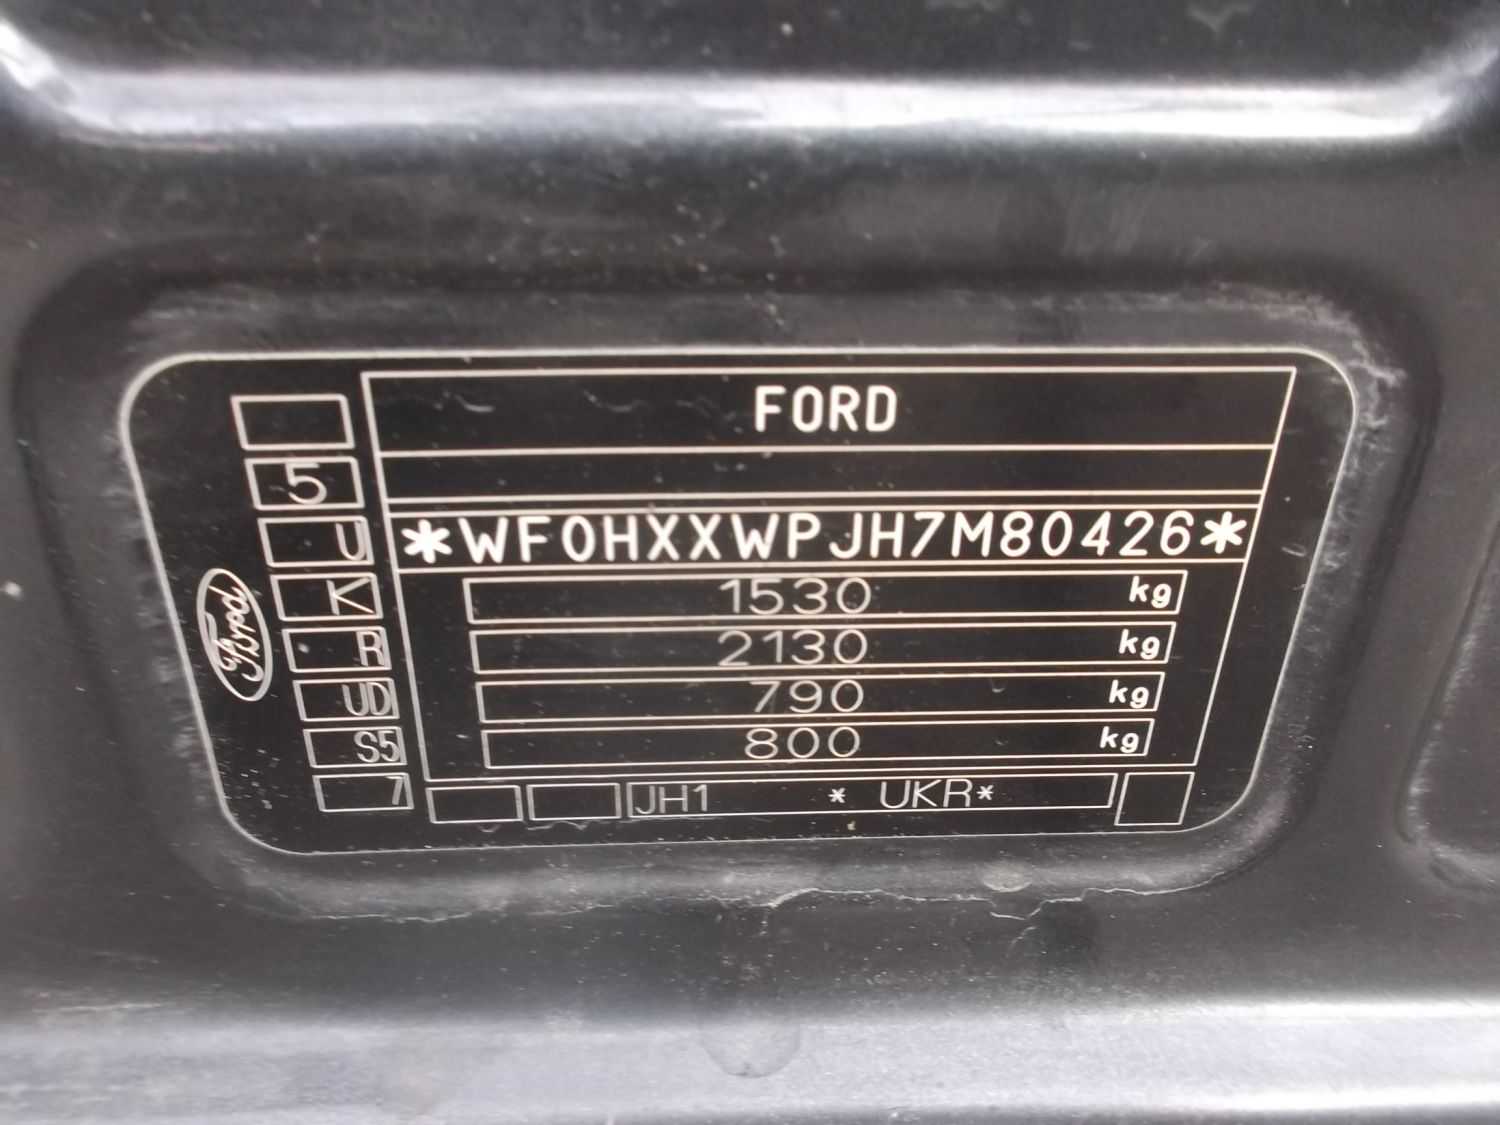 FORD
*WF0HXXWPJH7M80426*
1530 kg
2130 kg
790 kg
800 kg
JH1 * UKR*
5
U
K
R
UD
S5
7
Ford